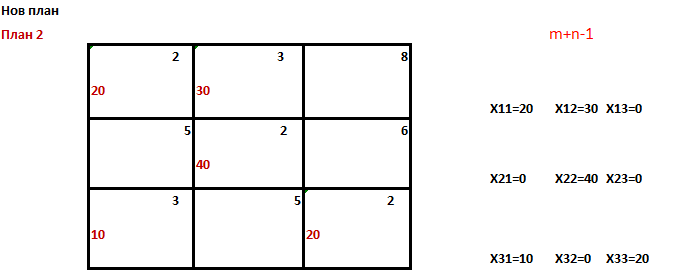 Нов план
План 2 m+n-1
2 3 8
20 30
X11=20 X12=30 X13=0
5 2 6
40
X21=0 X22=40 X23=0
3 5 2
10 20
X31=10 X32=0 X33=20